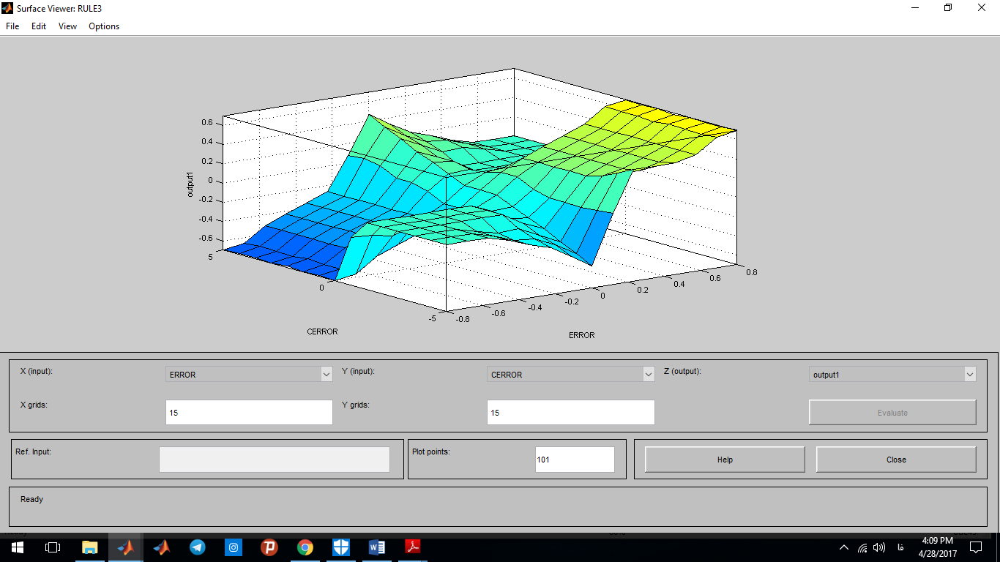 Surface Viewer: RULE3
File Edit View Options
0.6
0.4
0.2
0
-0.2
-0.4
-0.6
output1
5
0
-5
CERROR
-0.8
-0.6
-0.4
-0.2
0
0.2
0.4
0.6
0.8
ERROR
X (input): ERROR Y (input): CERROR Z (output): output1
X grids: 15 Y grids: 15 Evaluate
Ref. Input: Plot points: 101 Help Close
Ready
فا
4:09 PM
4/28/2017